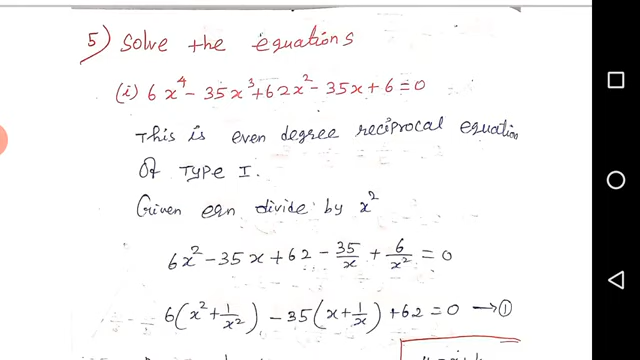 5) Solve the equations
(i) 6x⁴ - 35x³ + 62x² - 35x + 6 = 0
This is even degree reciprocal equation
Of TYPE I.
Given eqn divide by x²
6x² - 35x + 62 - 35/x + 6/x² = 0
6(x² + 1/x²) - 35(x + 1/x) + 62 = 0 → ①